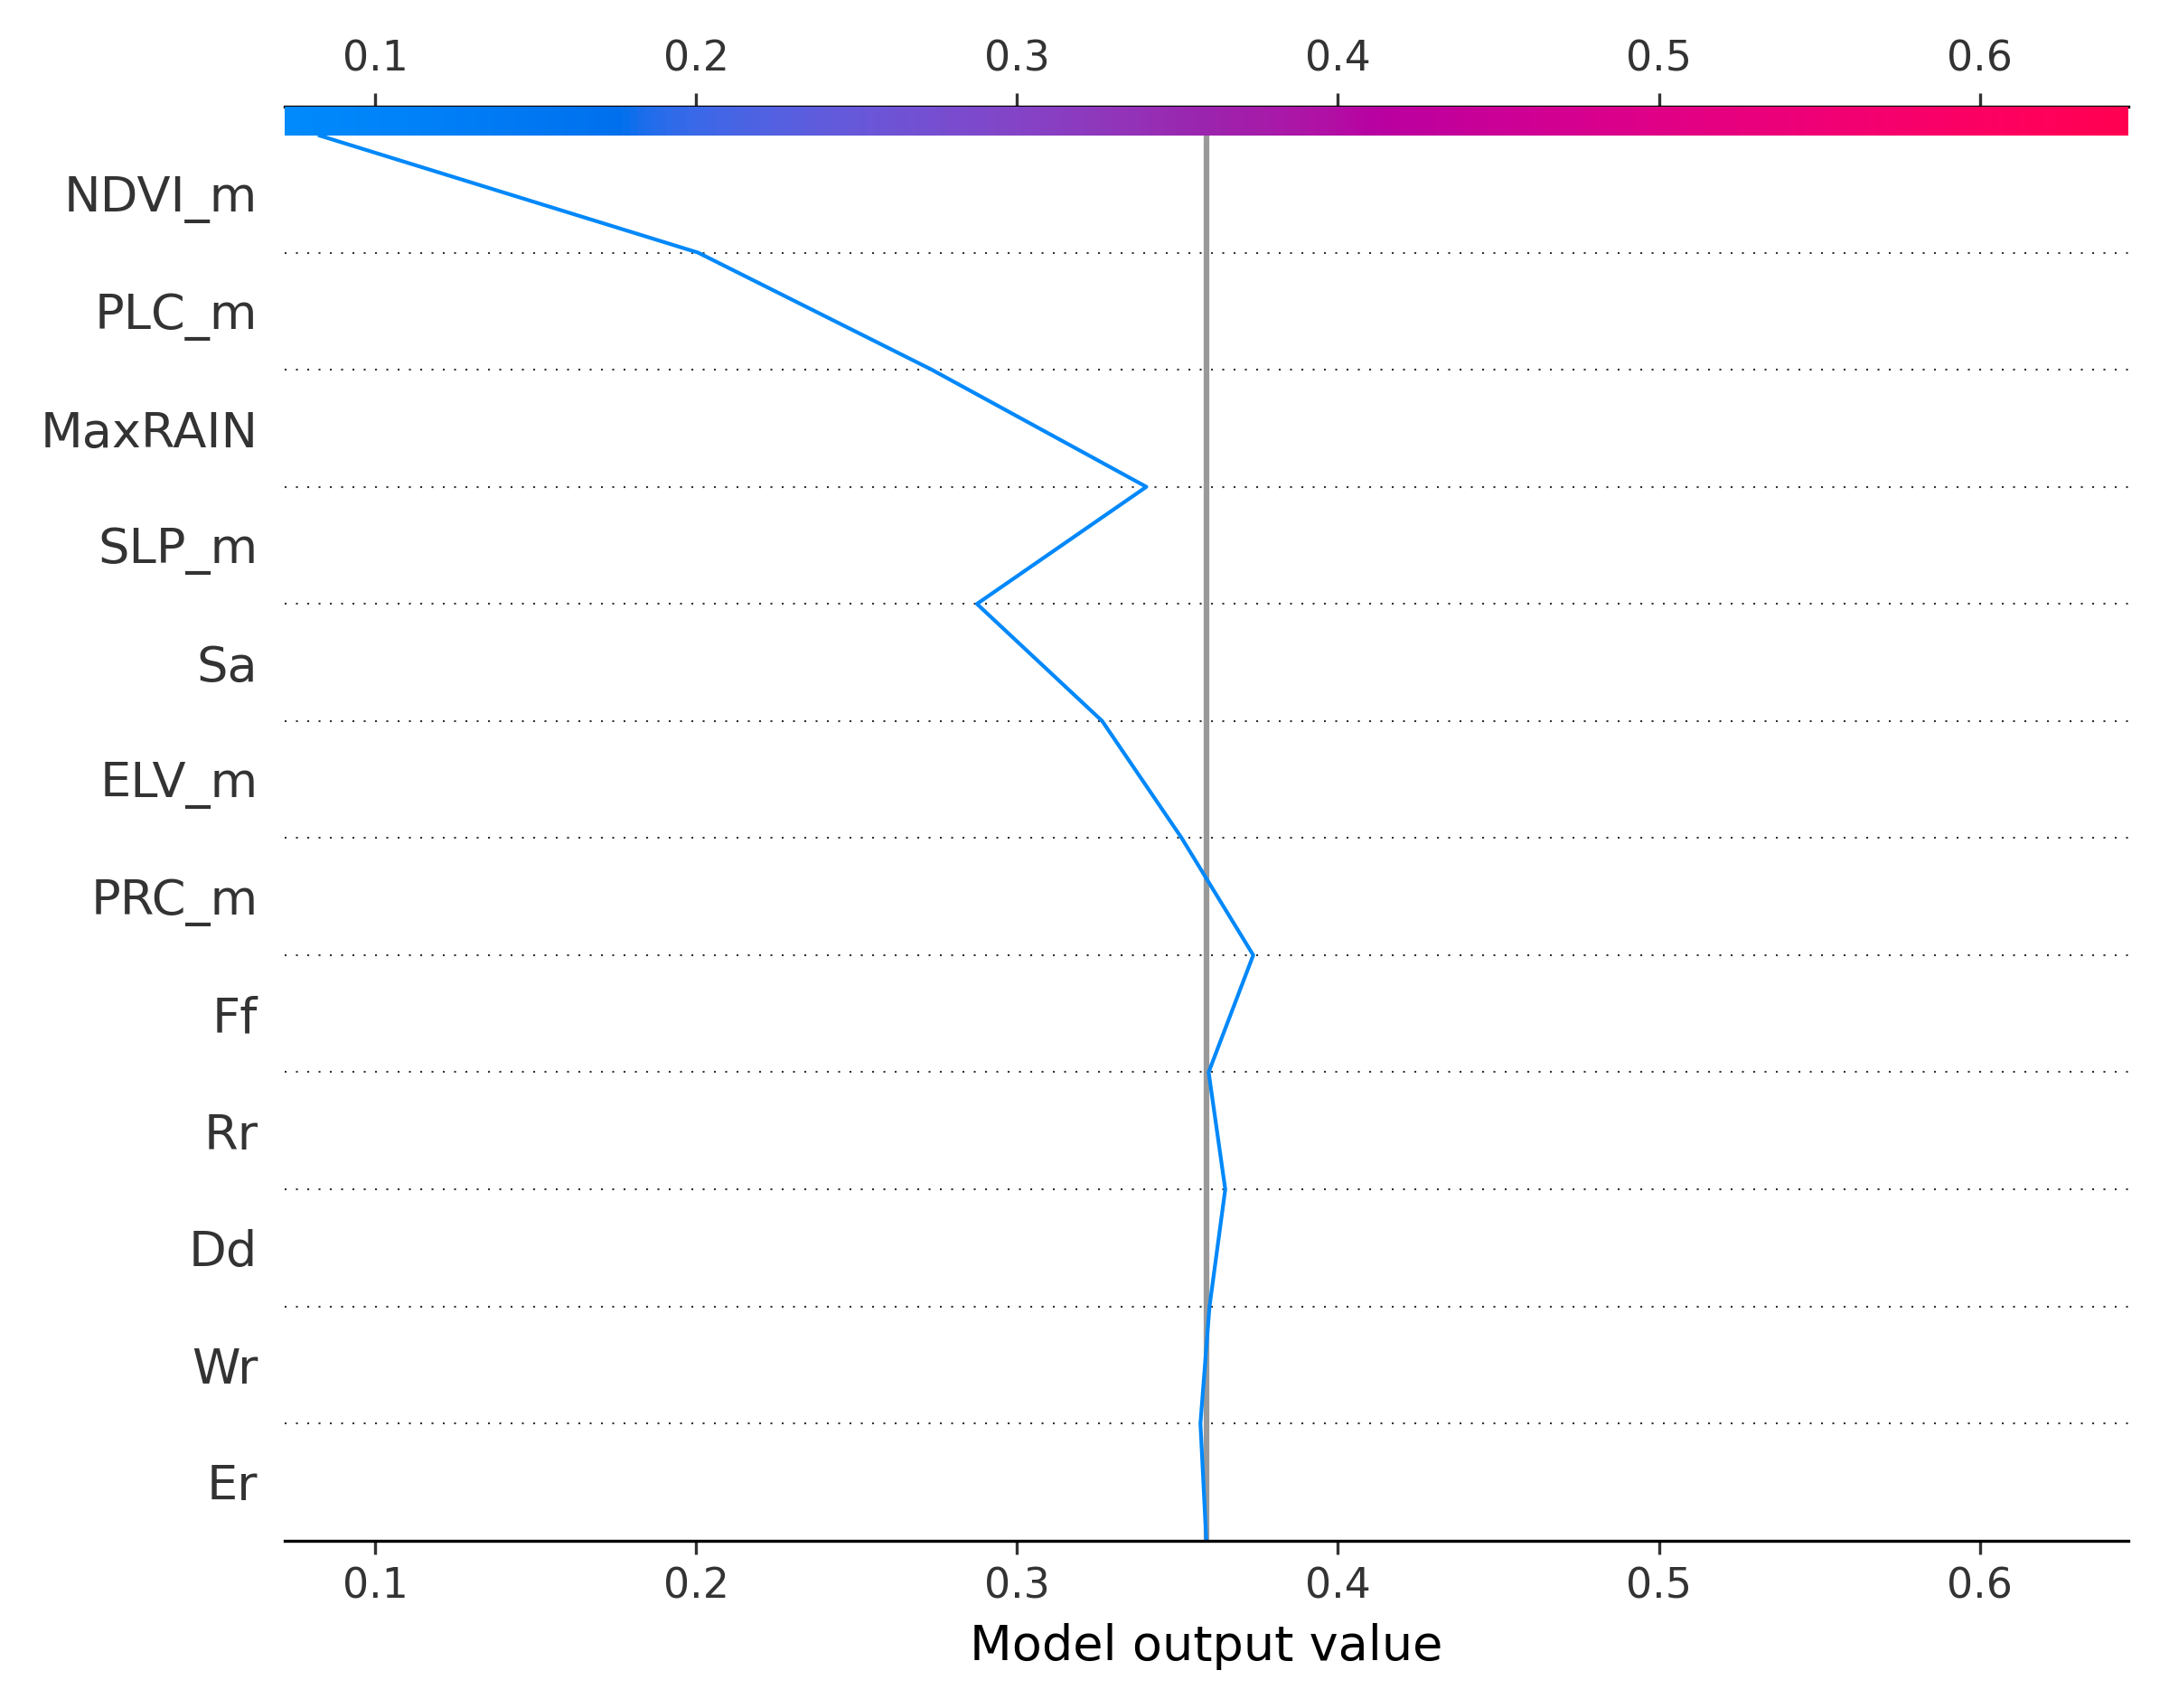 0.1 0.2 0.3 0.4 0.5 0.6
NDVI_m
PLC_m
MaxRAIN
SLP_m
Sa
ELV_m
PRC_m
Ff
Rr
Dd
Wr
Er
0.1 0.2 0.3 0.4 0.5 0.6
Model output value